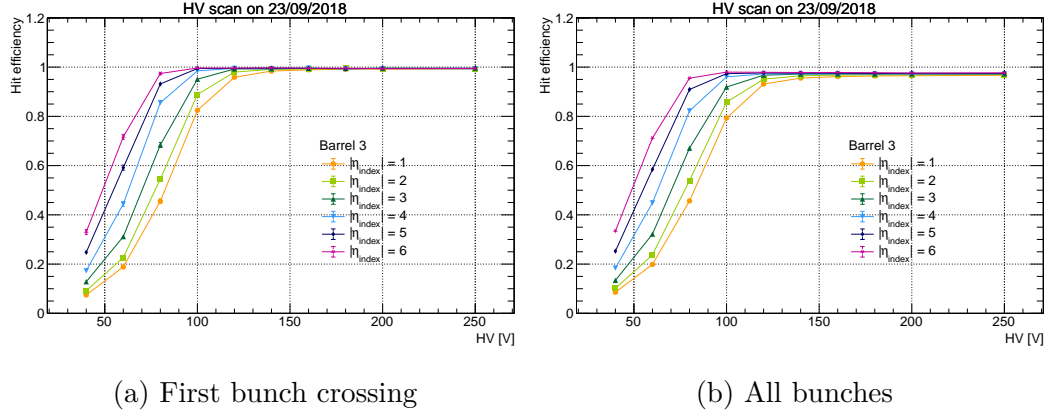 HV scan on 23/09/2018
Hit efficiency
1.2
1
0.8
0.6
0.4
0.2
0
Barrel 3
|η_index| = 1
|η_index| = 2
|η_index| = 3
|η_index| = 4
|η_index| = 5
|η_index| = 6
50 100 150 200 250
HV [V]
(a) First bunch crossing
HV scan on 23/09/2018
Hit efficiency
1.2
1
0.8
0.6
0.4
0.2
0
Barrel 3
|η_index| = 1
|η_index| = 2
|η_index| = 3
|η_index| = 4
|η_index| = 5
|η_index| = 6
50 100 150 200 250
HV [V]
(b) All bunches